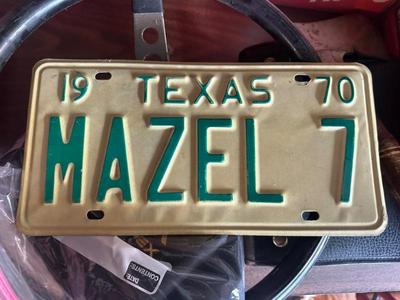 19 TEXAS 70
MAZEL 7
DATE:
CONTENTS: